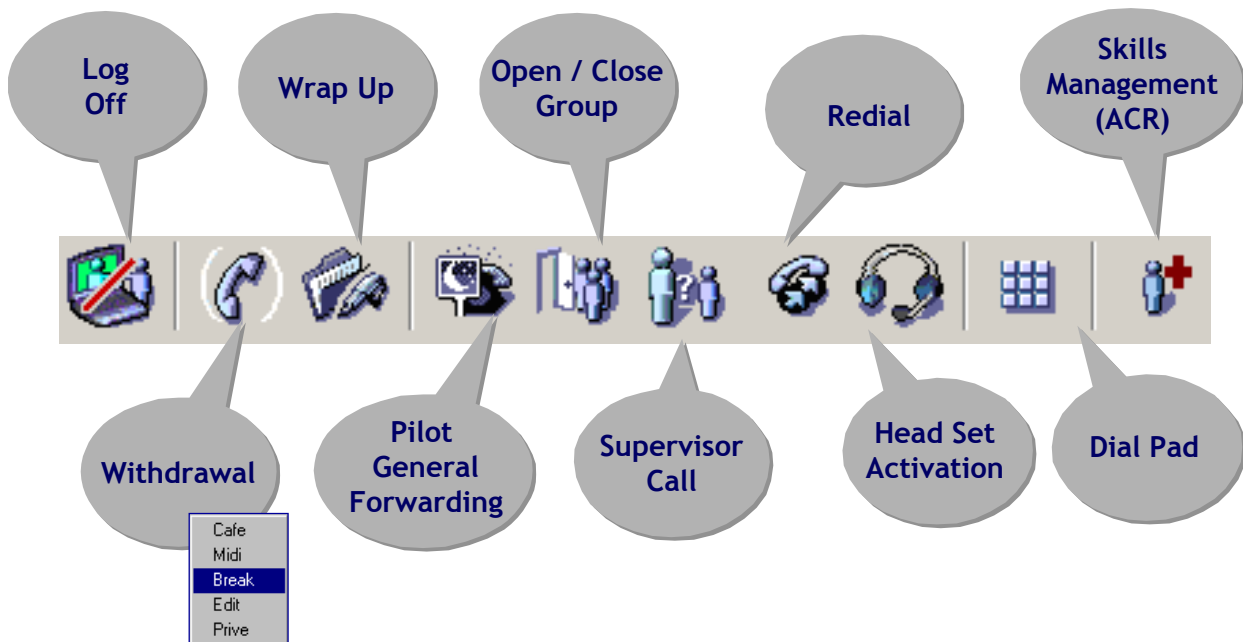 Log
Off
Wrap Up
Open / Close
Group
Redial
Skills
Management
(ACR)
?
Withdrawal
Pilot
General
Forwarding
Supervisor
Call
Head Set
Activation
Dial Pad
Cafe
Midi
Break
Edit
Prive